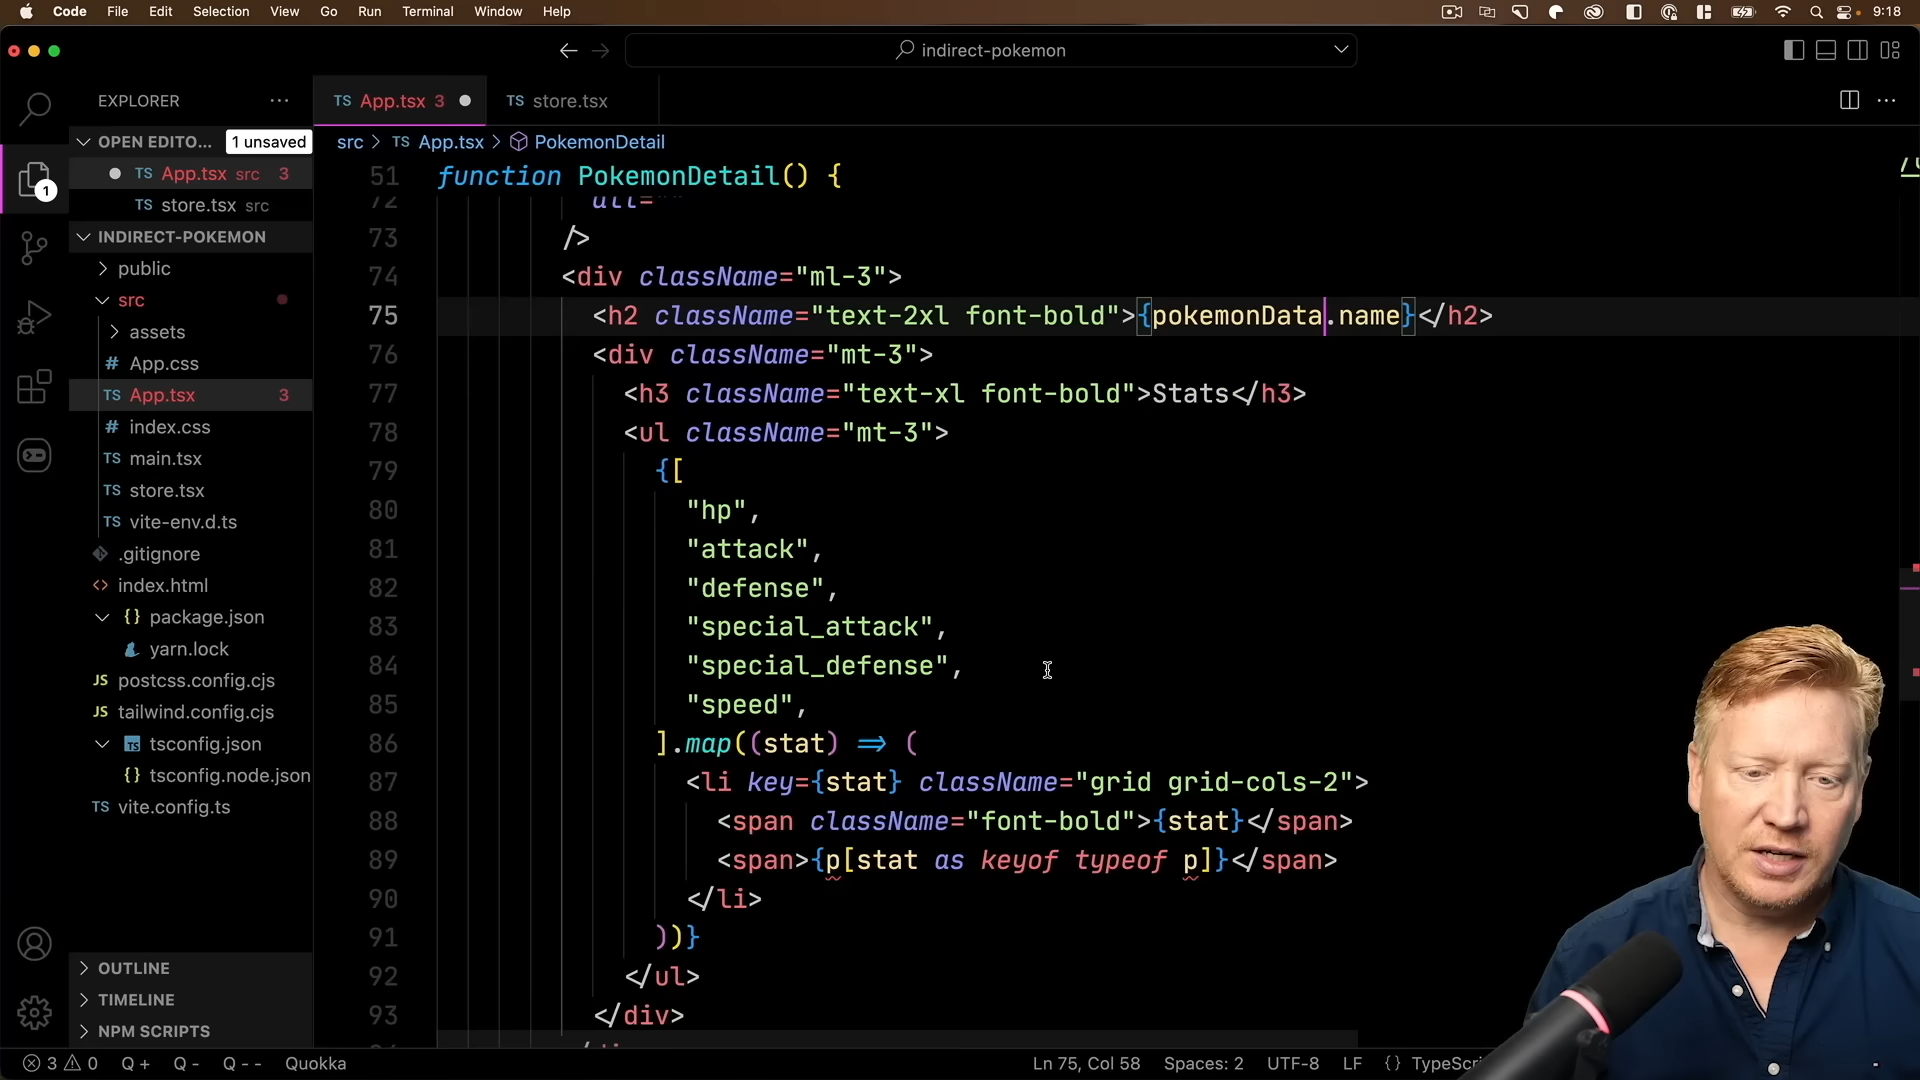 Code File Edit Selection View Go Run Terminal Window Help 9:18
indirect-pokemon
EXPLORER
TS App.tsx 3
TS store.tsx
OPEN EDITO... 1 unsaved
TS App.tsx src 3
TS store.tsx src
INDIRECT-POKEMON
public
src
assets
# App.css
TS App.tsx 3
# index.css
TS main.tsx
TS store.tsx
TS vite-env.d.ts
.gitignore
<> index.html
{} package.json
yarn.lock
JS postcss.config.cjs
JS tailwind.config.cjs
TS tsconfig.json
{} tsconfig.node.json
TS vite.config.ts
OUTLINE
TIMELINE
NPM SCRIPTS
1
src > TS App.tsx > PokemonDetail
51 function PokemonDetail() {
72 alt=""
73 />
74 <div className="ml-3">
75 <h2 className="text-2xl font-bold">{pokemonData.name}</h2>
76 <div className="mt-3">
77 <h3 className="text-xl font-bold">Stats</h3>
78 <ul className="mt-3">
79 {[
80 "hp",
81 "attack",
82 "defense",
83 "special_attack",
84 "special_defense",
85 "speed",
86 ].map((stat) => (
87 <li key={stat} className="grid grid-cols-2">
88 <span className="font-bold">{stat}</span>
89 <span>{p[stat as keyof typeof p]}</span>
90 </li>
91 ))}
92 </ul>
93 </div>
3 0 Q + Q - Q - - Quokka Ln 75, Col 58 Spaces: 2 UTF-8 LF {}